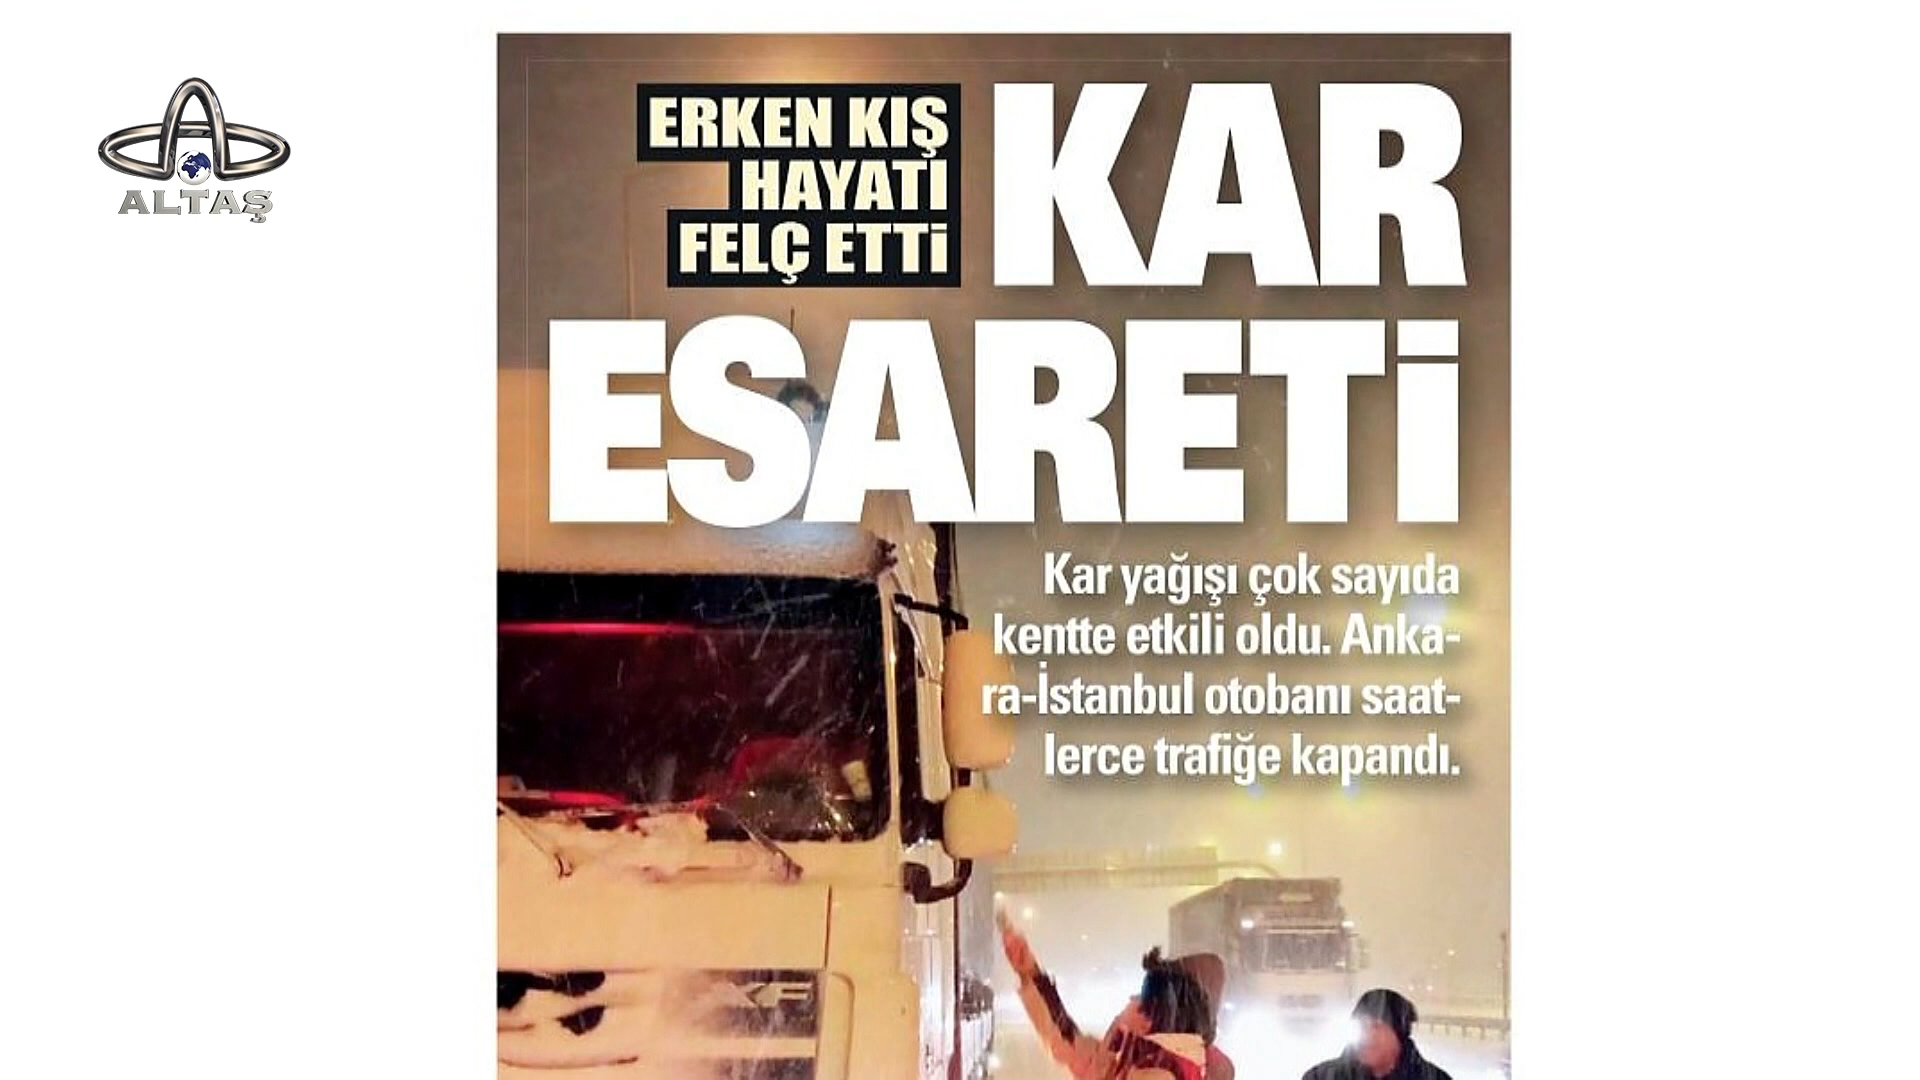 ALTAŞ
ERKEN KIŞ
HAYATI
FELÇ ETTİ
KAR
ESARETİ
Kar yağışı çok sayıda
kentte etkili oldu. Anka-
ra-İstanbul otobanı saat-
lerce trafiğe kapandı.
XF